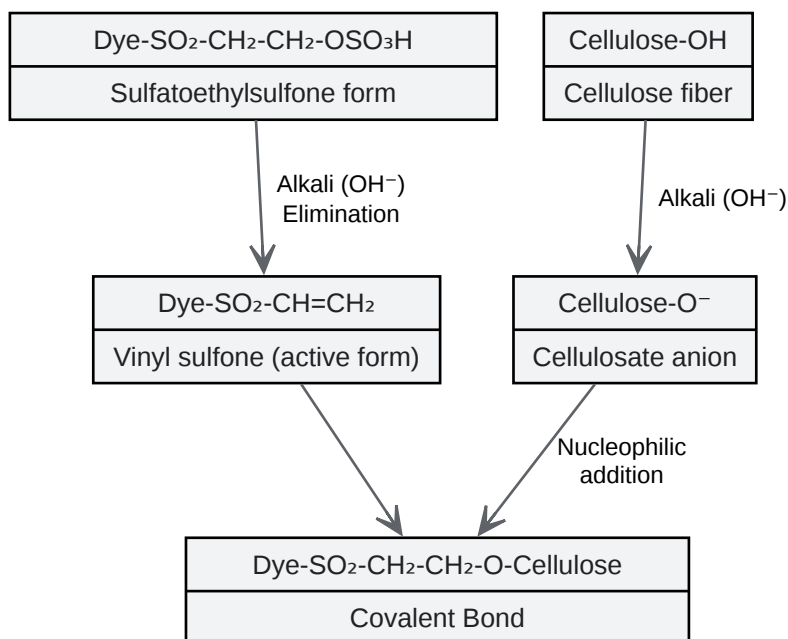 Dye-SO₂-CH₂-CH₂-OSO₃H
Sulfatoethylsulfone form
Cellulose-OH
Cellulose fiber
Alkali (OH⁻)
Elimination
Alkali (OH⁻)
Dye-SO₂-CH=CH₂
Vinyl sulfone (active form)
Cellulose-O⁻
Cellulosate anion
Nucleophilic
addition
Dye-SO₂-CH₂-CH₂-O-Cellulose
Covalent Bond